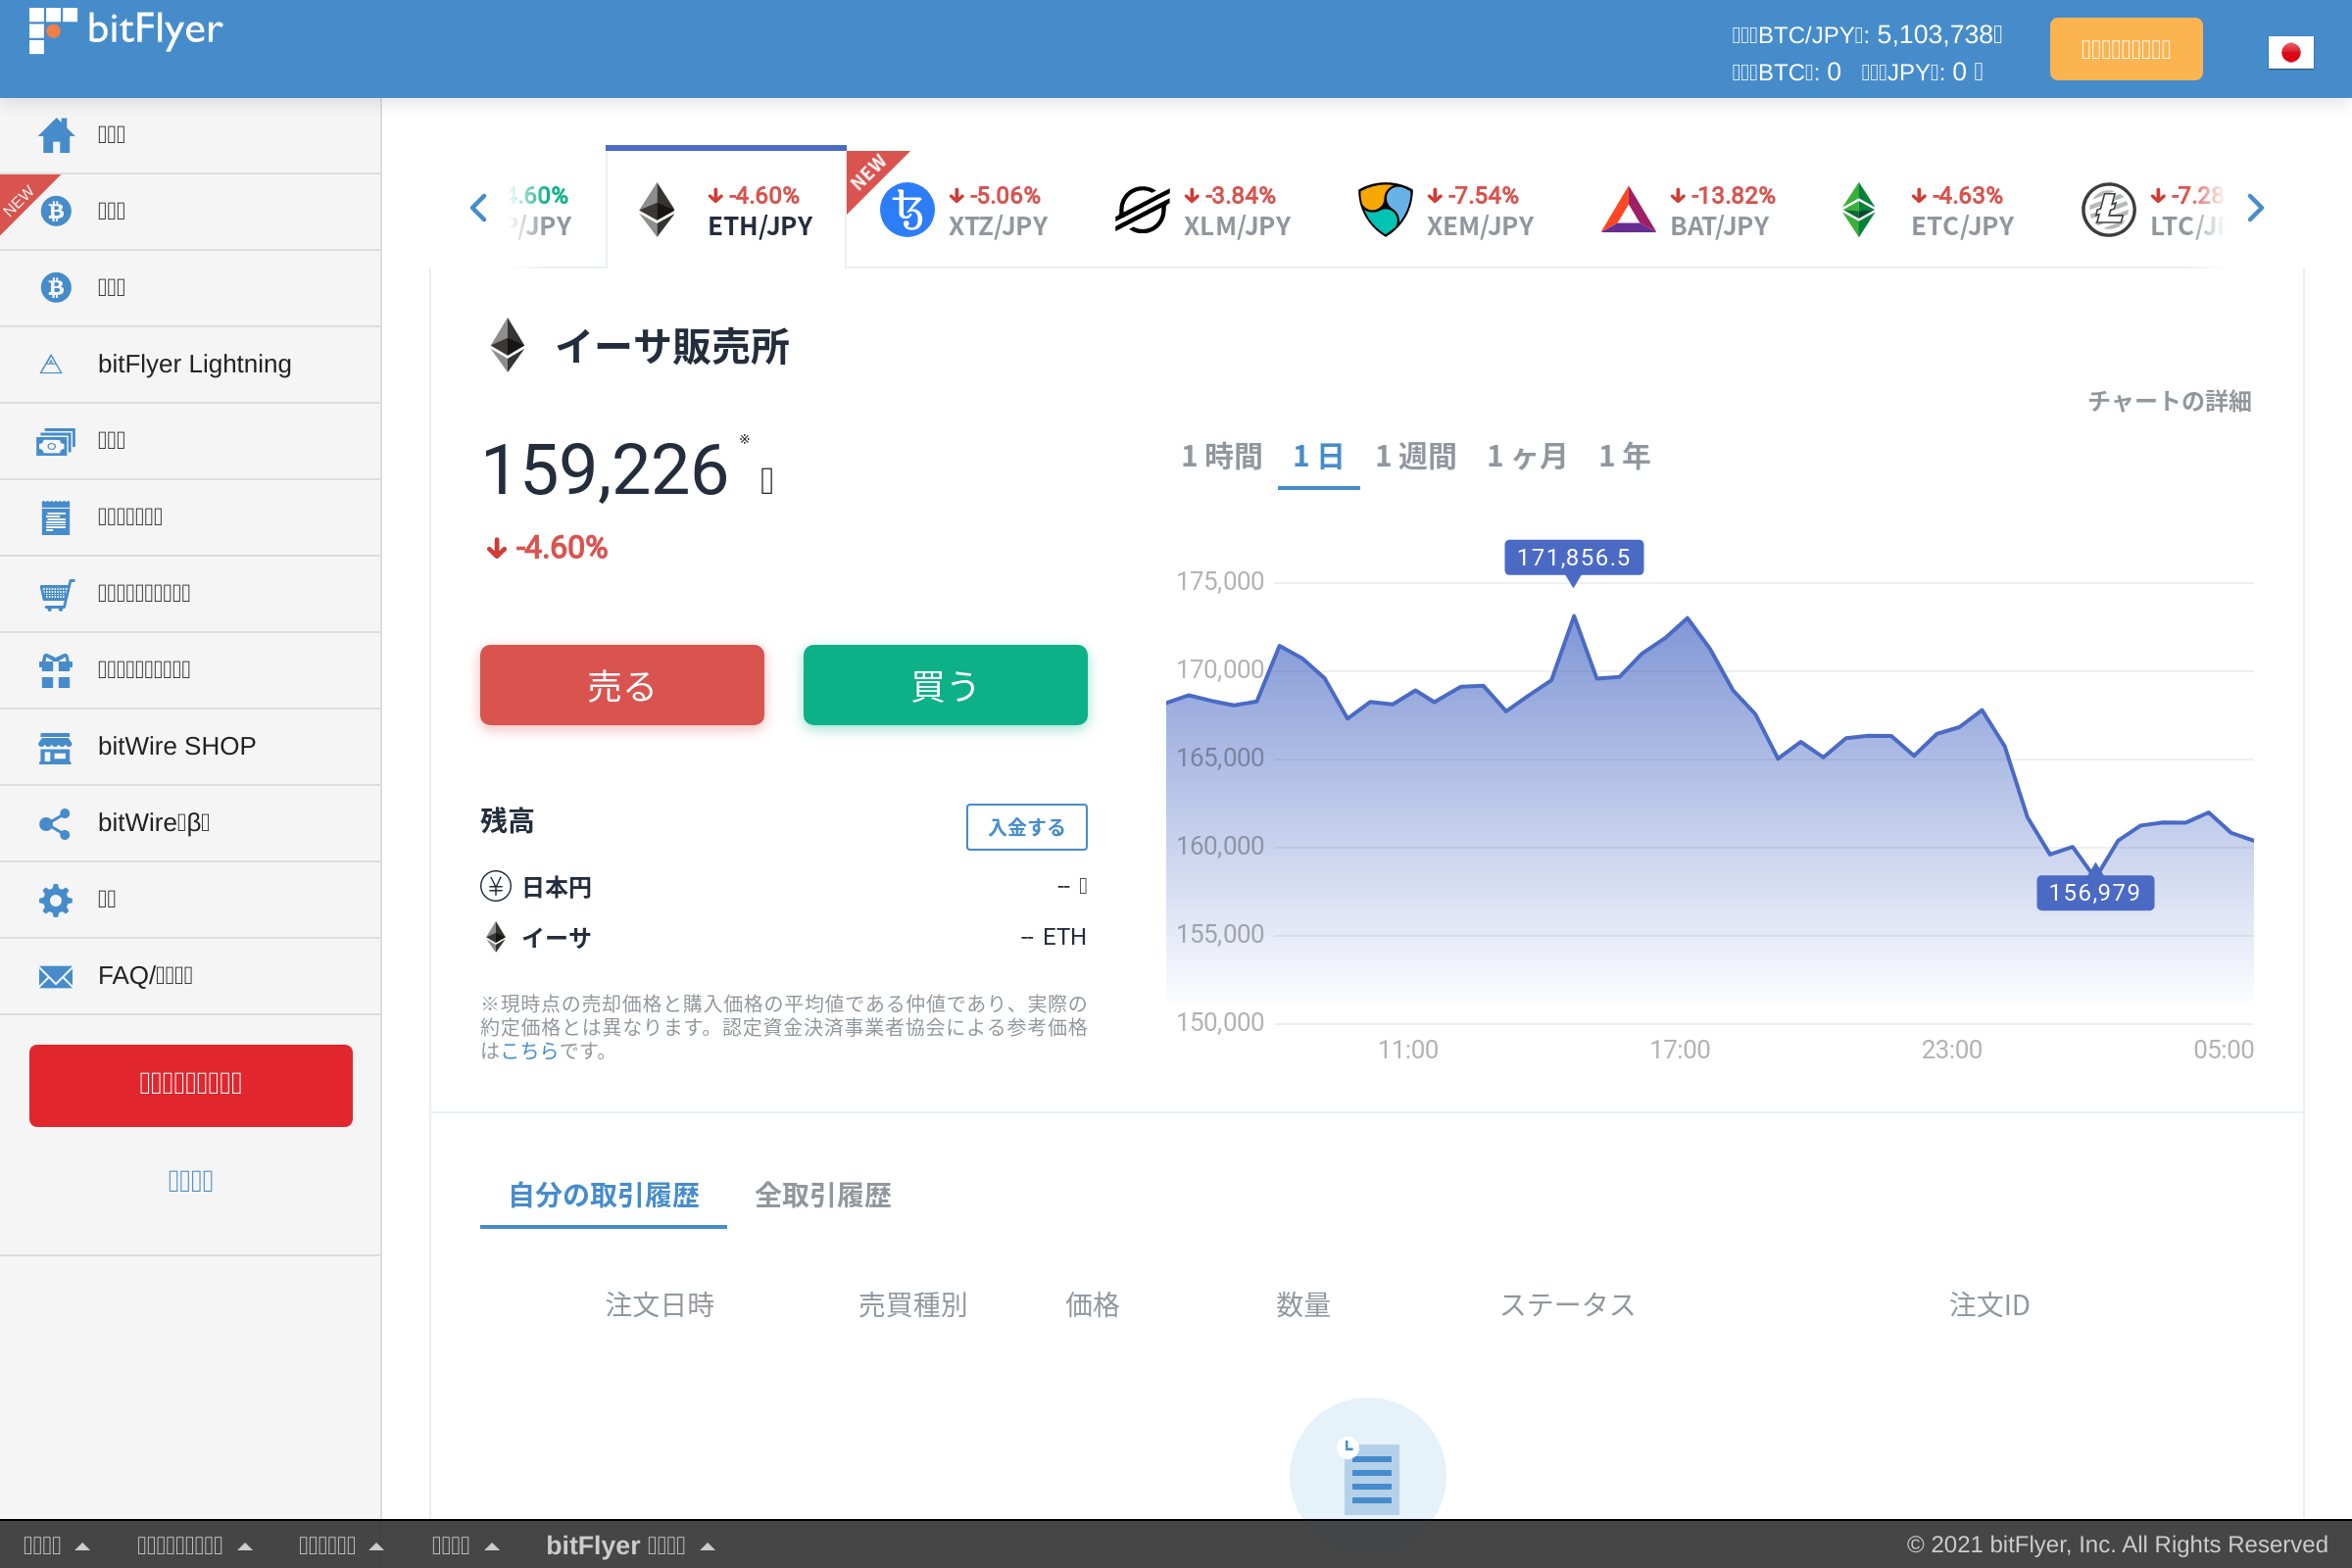 bitFlyer
BTC/JPY: 5,103,738
BTC: 0 JPY: 0
NEW
bitFlyer Lightning
bitWire SHOP
bitWire β
FAQ/
4.60%
/JPY
-4.60%
ETH/JPY
NEW
-5.06%
XTZ/JPY
-3.84%
XLM/JPY
-7.54%
XEM/JPY
-13.82%
BAT/JPY
-4.63%
ETC/JPY
-7.28
LTC/J
イーサ販売所
チャートの詳細
159,226 ※
-4.60%
1 時間 1 日 1 週間 1 ヶ月 1 年
売る 買う
残高 入金する
日本円 --
イーサ -- ETH
※現時点の売却価格と購入価格の平均値である仲値であり、実際の
約定価格とは異なります。認定資金決済事業者協会による参考価格
はこちらです。
171,856.5
175,000
170,000
165,000
160,000
156,979
155,000
150,000
11:00 17:00 23:00 05:00
自分の取引履歴 全取引履歴
注文日時 売買種別 価格 数量 ステータス 注文ID
bitFlyer
© 2021 bitFlyer, Inc. All Rights Reserved